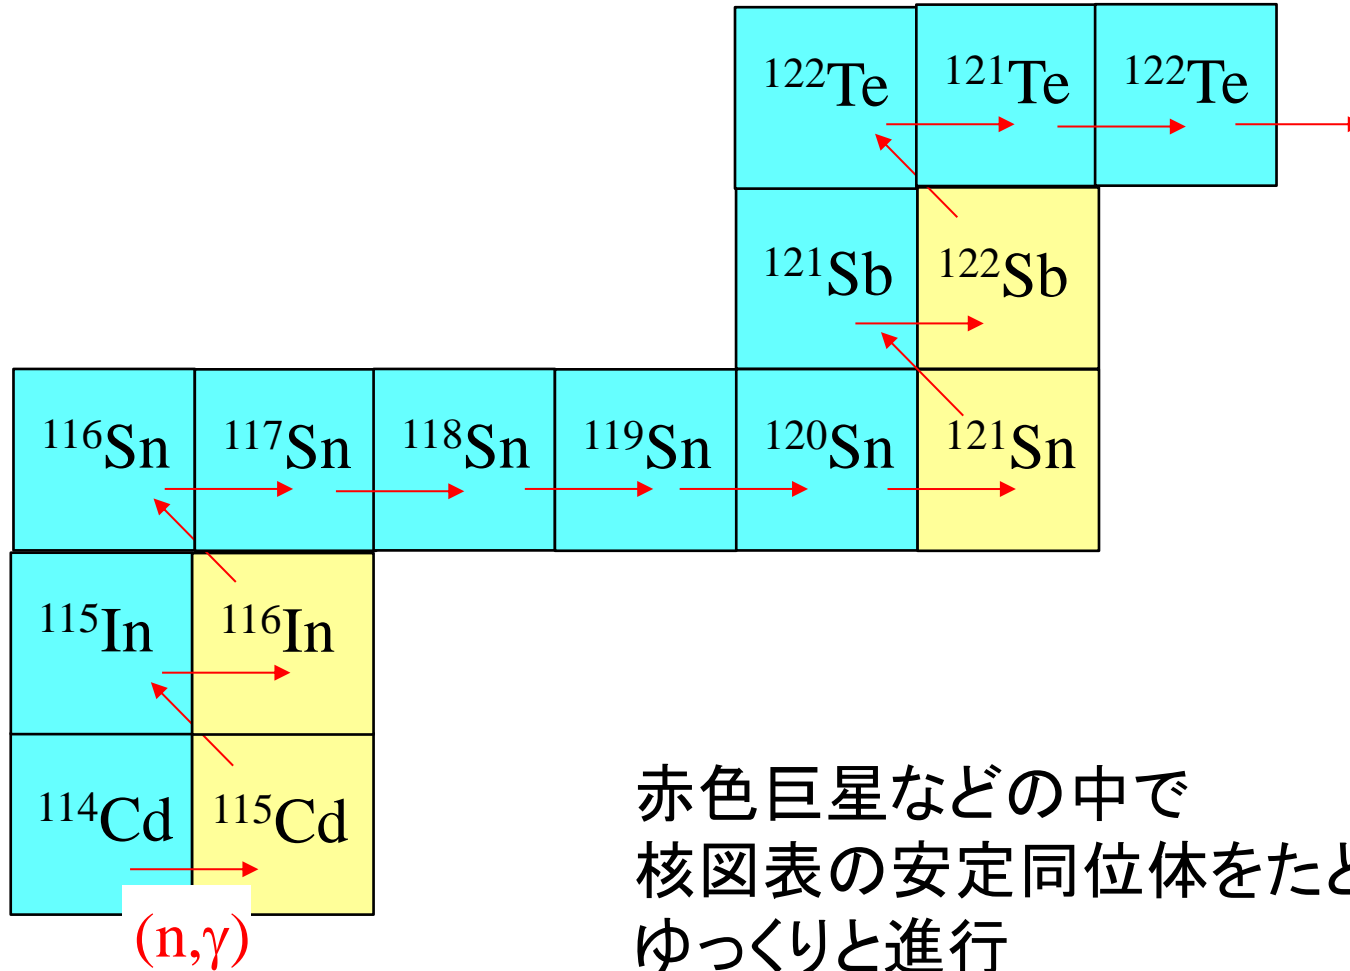 ¹²²Te ¹²¹Te ¹²²Te
¹²¹Sb ¹²²Sb
¹¹⁶Sn ¹¹⁷Sn ¹¹⁸Sn ¹¹⁹Sn ¹²⁰Sn ¹²¹Sn
¹¹⁵In ¹¹⁶In
¹¹⁴Cd ¹¹⁵Cd
(n,γ)
赤色巨星などの中で
核図表の安定同位体をたど
ゆっくりと進行